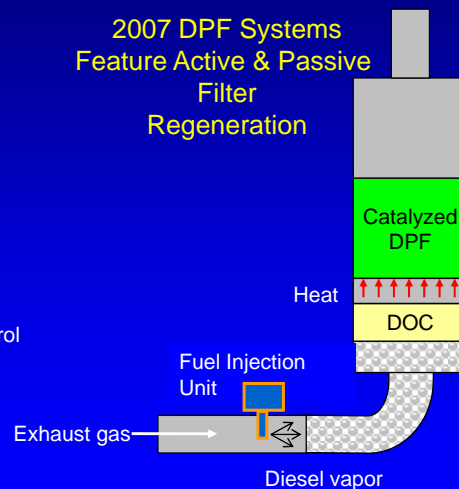 2007 DPF Systems
Feature Active & Passive
Filter
Regeneration
Catalyzed
DPF
Heat
DOC
rol
Fuel Injection
Unit
Exhaust gas
Diesel vapor